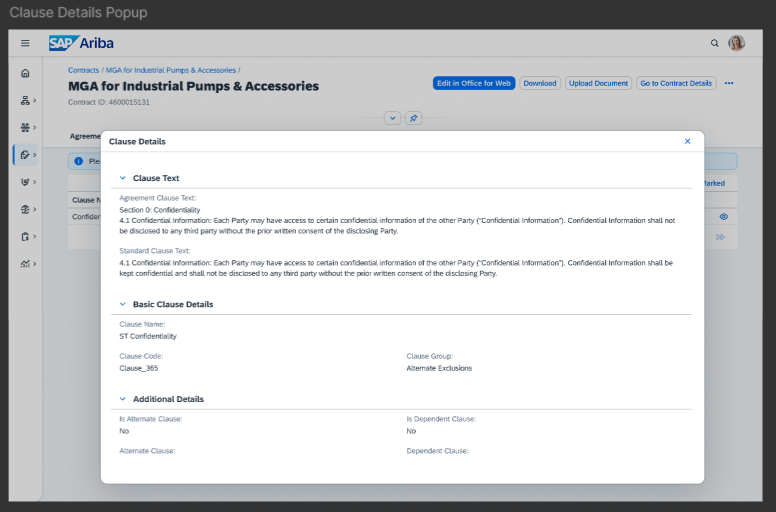 Clause Details Popup
SAP Ariba
Contracts / MGA for Industrial Pumps & Accessories /
MGA for Industrial Pumps & Accessories
Contract ID: 4600015131
Edit in Office for Web
Download
Upload Document
Go to Contract Details
Agreeme
Ple
Marked
Clause N
Confider
Clause Details
Clause Text
Agreement Clause Text:
Section 0: Confidentiality
4.1 Confidential Information: Each Party may have access to certain confidential information of the other Party ("Confidential Information"). Confidential Information shall not
be disclosed to any third party without the prior written consent of the disclosing Party.
Standard Clause Text:
4.1 Confidential Information: Each Party may have access to certain confidential information of the other Party ("Confidential Information"). Confidential Information shall be
kept confidential and shall not be disclosed to any third party without the prior written consent of the disclosing Party.
Basic Clause Details
Clause Name:
ST Confidentiality
Clause Code:
Clause Group:
Clause_365
Alternate Exclusions
Additional Details
Is Alternate Clause:
Is Dependent Clause:
No
No
Alternate Clause:
Dependent Clause: